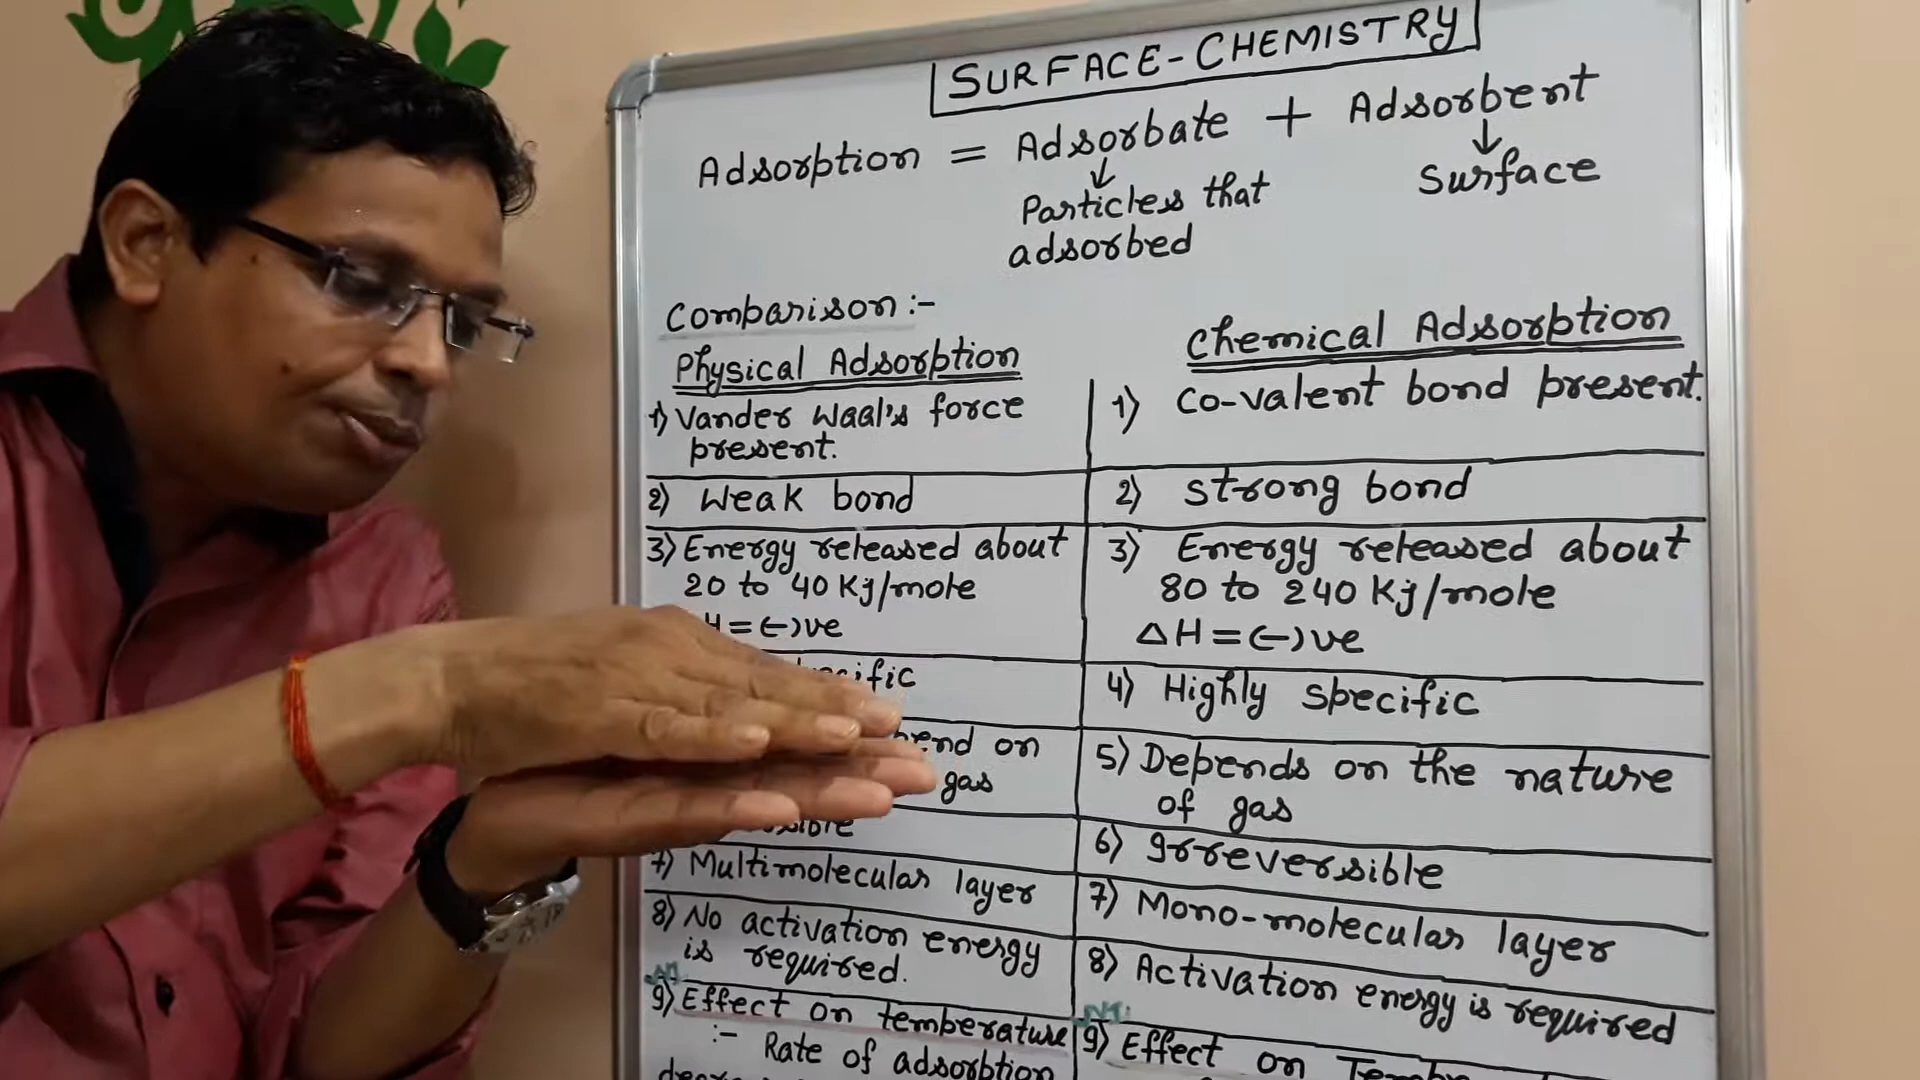 SURFACE-CHEMISTRY
Adsorption = Adsorbate + Adsorbent
↓ ↓
Particless that Surface
adsorbed
Comparison :-
Physical Adsorption
1) Vander Waal's force
present.
2) Weak bond
3) Energy released about
20 to 40 Kj/mole
H = (-)ve
on
gas
7) Multimolecular layer
8) No activation energy
is required.
9) Effect on temperature
:- Rate of adsorption
Chemical Adsorption
1) Co-valent bond present.
2) Strong bond
3) Energy released about
80 to 240 Kj/mole
ΔH = (-)ve
4) Highly specific
5) Depends on the nature
of gas
6) Irreversible
7) Mono-molecular layer
8) Activation energy is required
9) Effect on